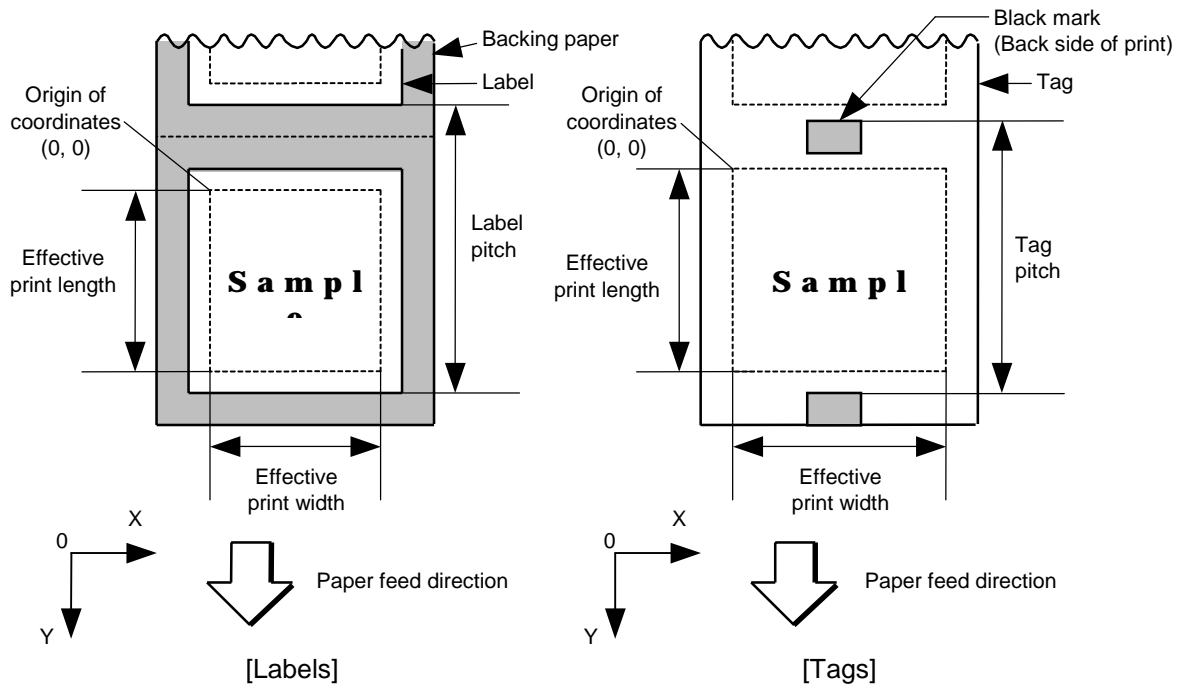 Backing paper
Label
Origin of
coordinates
(0, 0)
Effective
print length
Label
pitch
S a m p l
Effective
print width
0
X
Y
Paper feed direction
[Labels]
Black mark
(Back side of print)
Tag
Origin of
coordinates
(0, 0)
Effective
print length
Tag
pitch
S a m p l
Effective
print width
0
X
Y
Paper feed direction
[Tags]